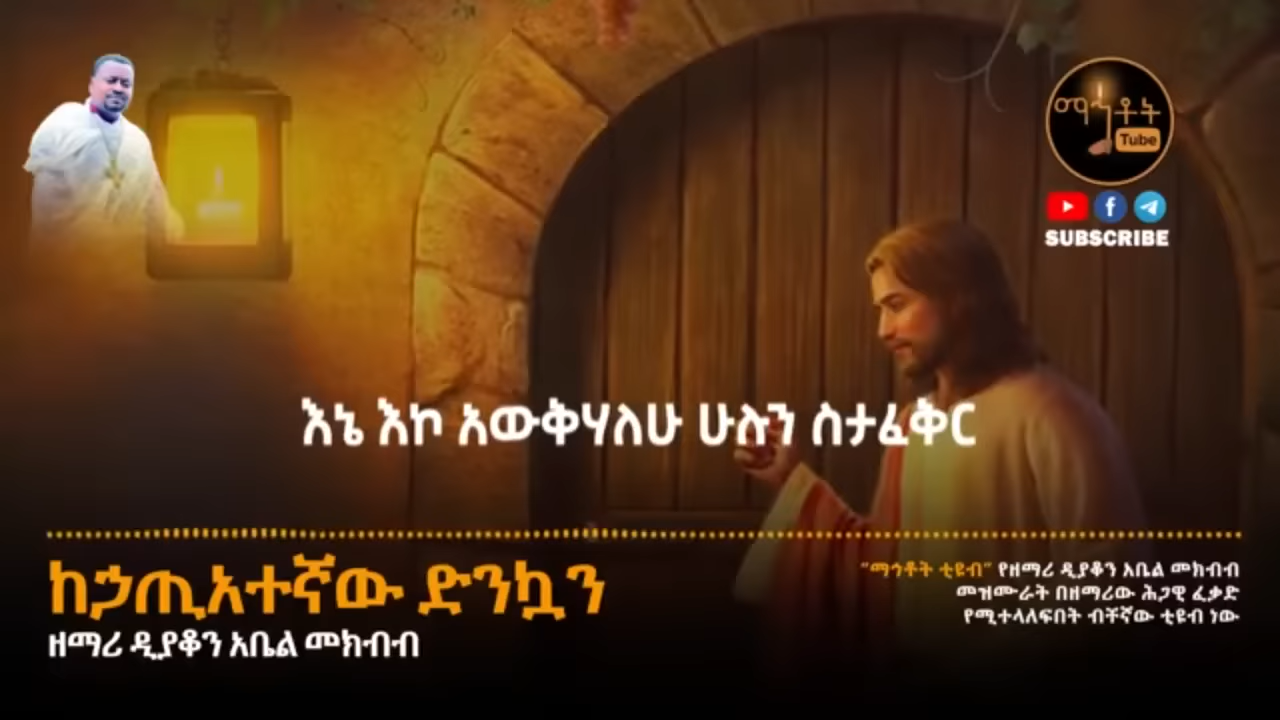 ማኅቶት
Tube
SUBSCRIBE
እኔ እኮ አውቅሃለሁ ሁሉን ስታፈቅር
ከኃጢአተኛው ድንኳን
ዘማሪ ዲያቆን አቤል መክብብ
"ማኅቶት ቲዩብ" የዘማሪ ዲያቆን አቤል መክብብ
መዝሙራት በዘማሪው ሕጋዊ ፈቃድ
የሚተላለፍበት ብቸኛው ቲዩብ ነው